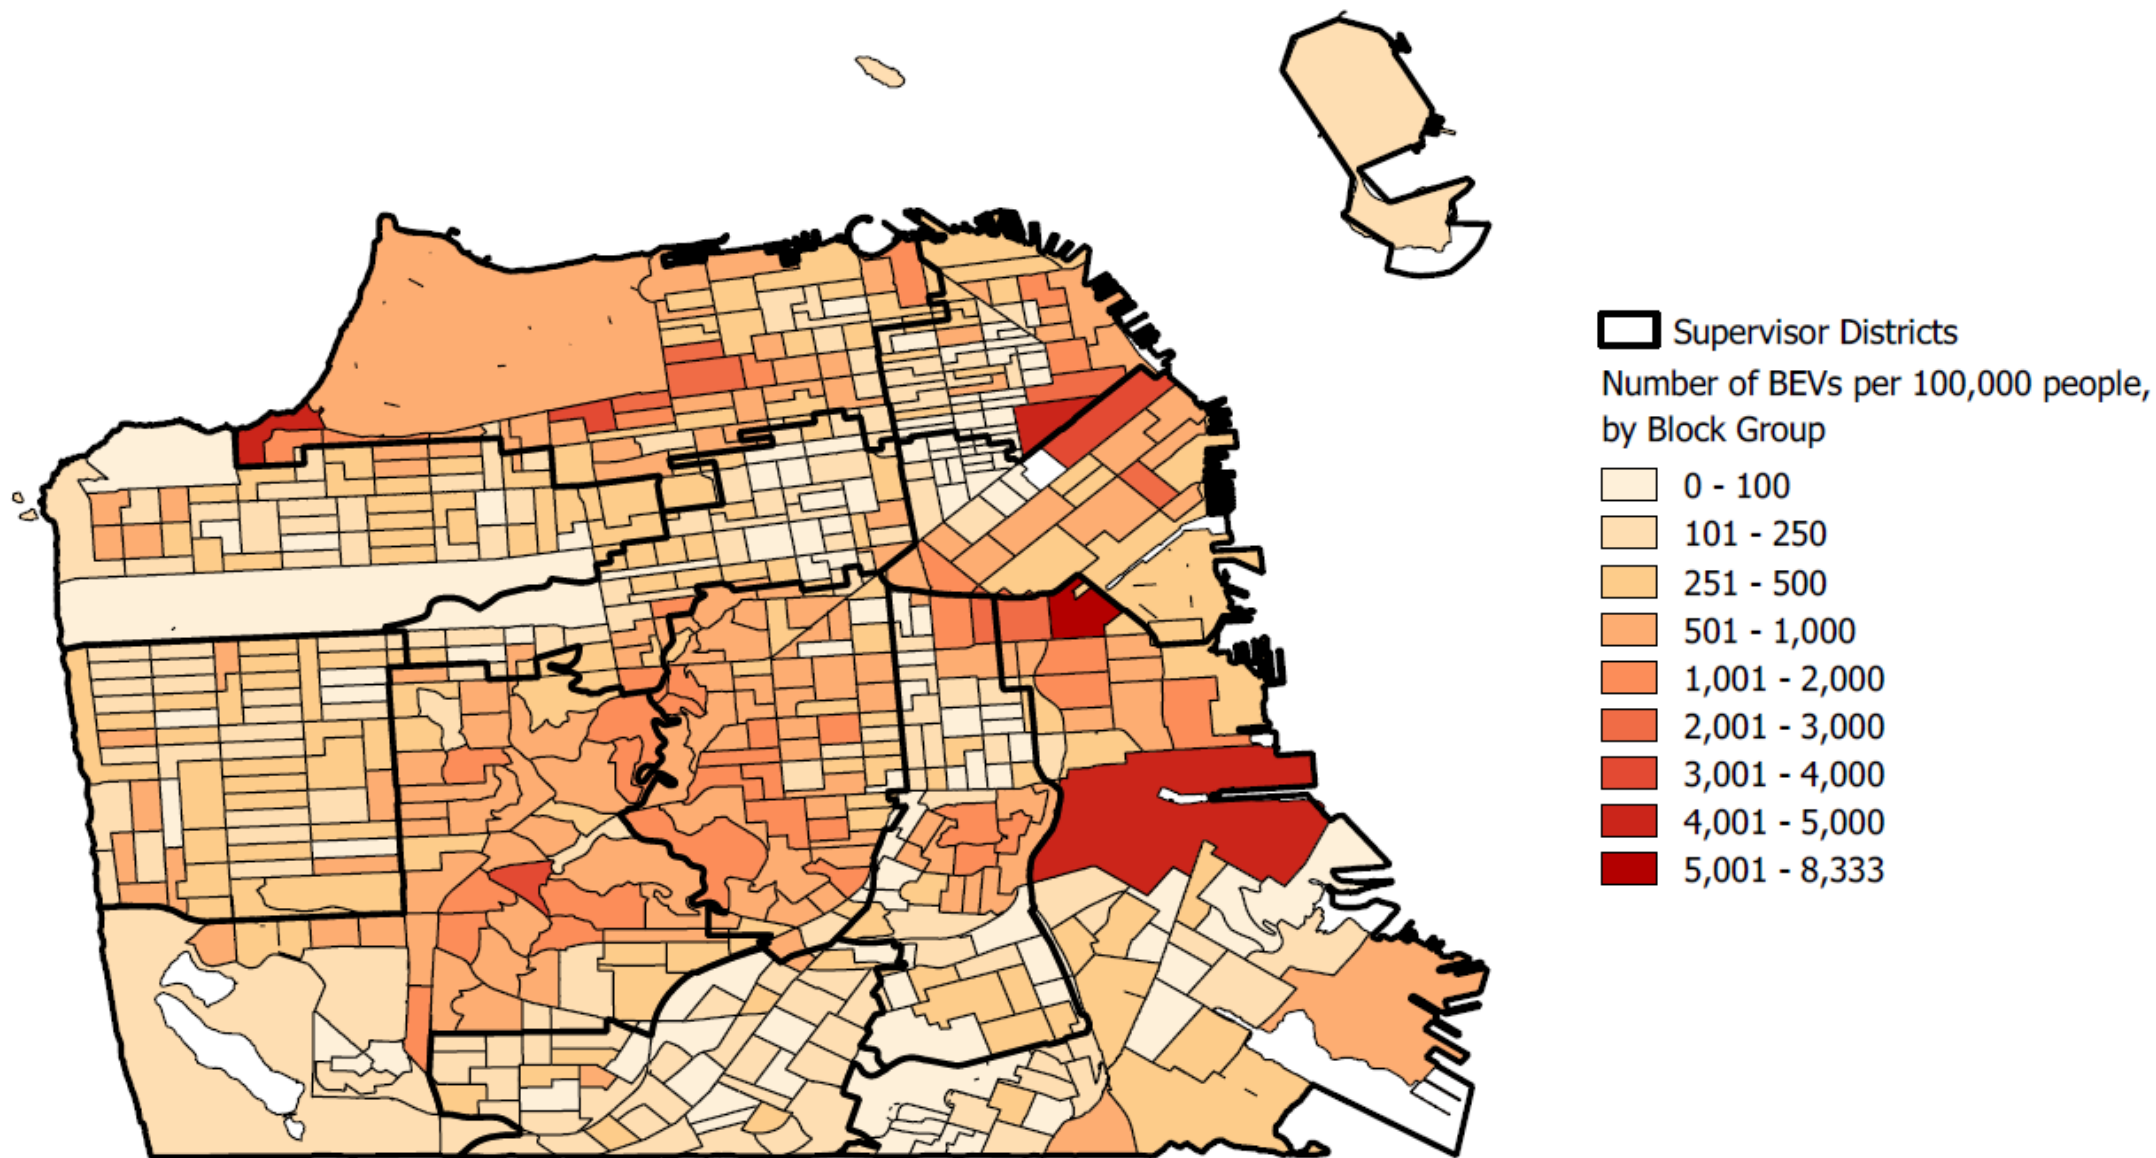 Supervisor Districts
Number of BEVs per 100,000 people,
by Block Group
0 - 100
101 - 250
251 - 500
501 - 1,000
1,001 - 2,000
2,001 - 3,000
3,001 - 4,000
4,001 - 5,000
5,001 - 8,333